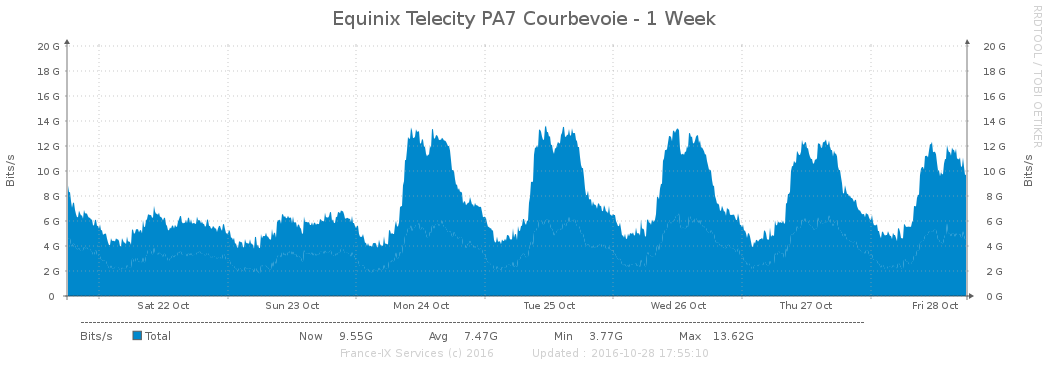 Equinix Telecity PA7 Courbevoie - 1 Week
RRDTOOL / TOBI OETIKER
20 G 20 G
18 G 18 G
16 G 16 G
14 G 14 G
12 G 12 G
10 G 10 G
8 G 8 G
6 G 6 G
4 G 4 G
2 G 2 G
0 0 G
Bits/s
Bits/s
Sat 22 Oct Sun 23 Oct Mon 24 Oct Tue 25 Oct Wed 26 Oct Thu 27 Oct Fri 28 Oct
Bits/s Total Now 9.55G Avg 7.47G Min 3.77G Max 13.62G
France-IX Services (c) 2016 Updated : 2016-10-28 17:55:10